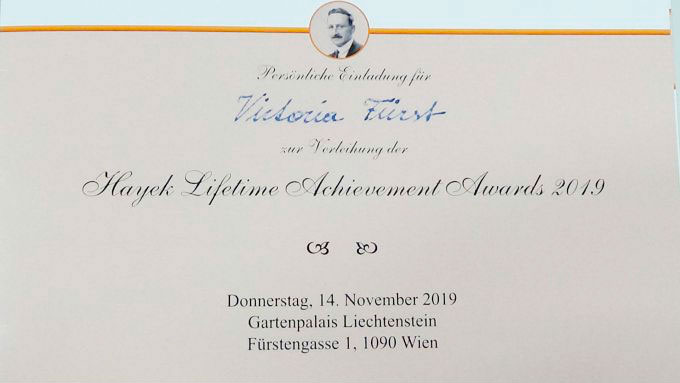 Persönliche Einladung für
Victoria Fürst
zur Verleihung der
Hayek Lifetime Achievement Awards 2019
Donnerstag, 14. November 2019
Gartenpalais Liechtenstein
Fürstengasse 1, 1090 Wien